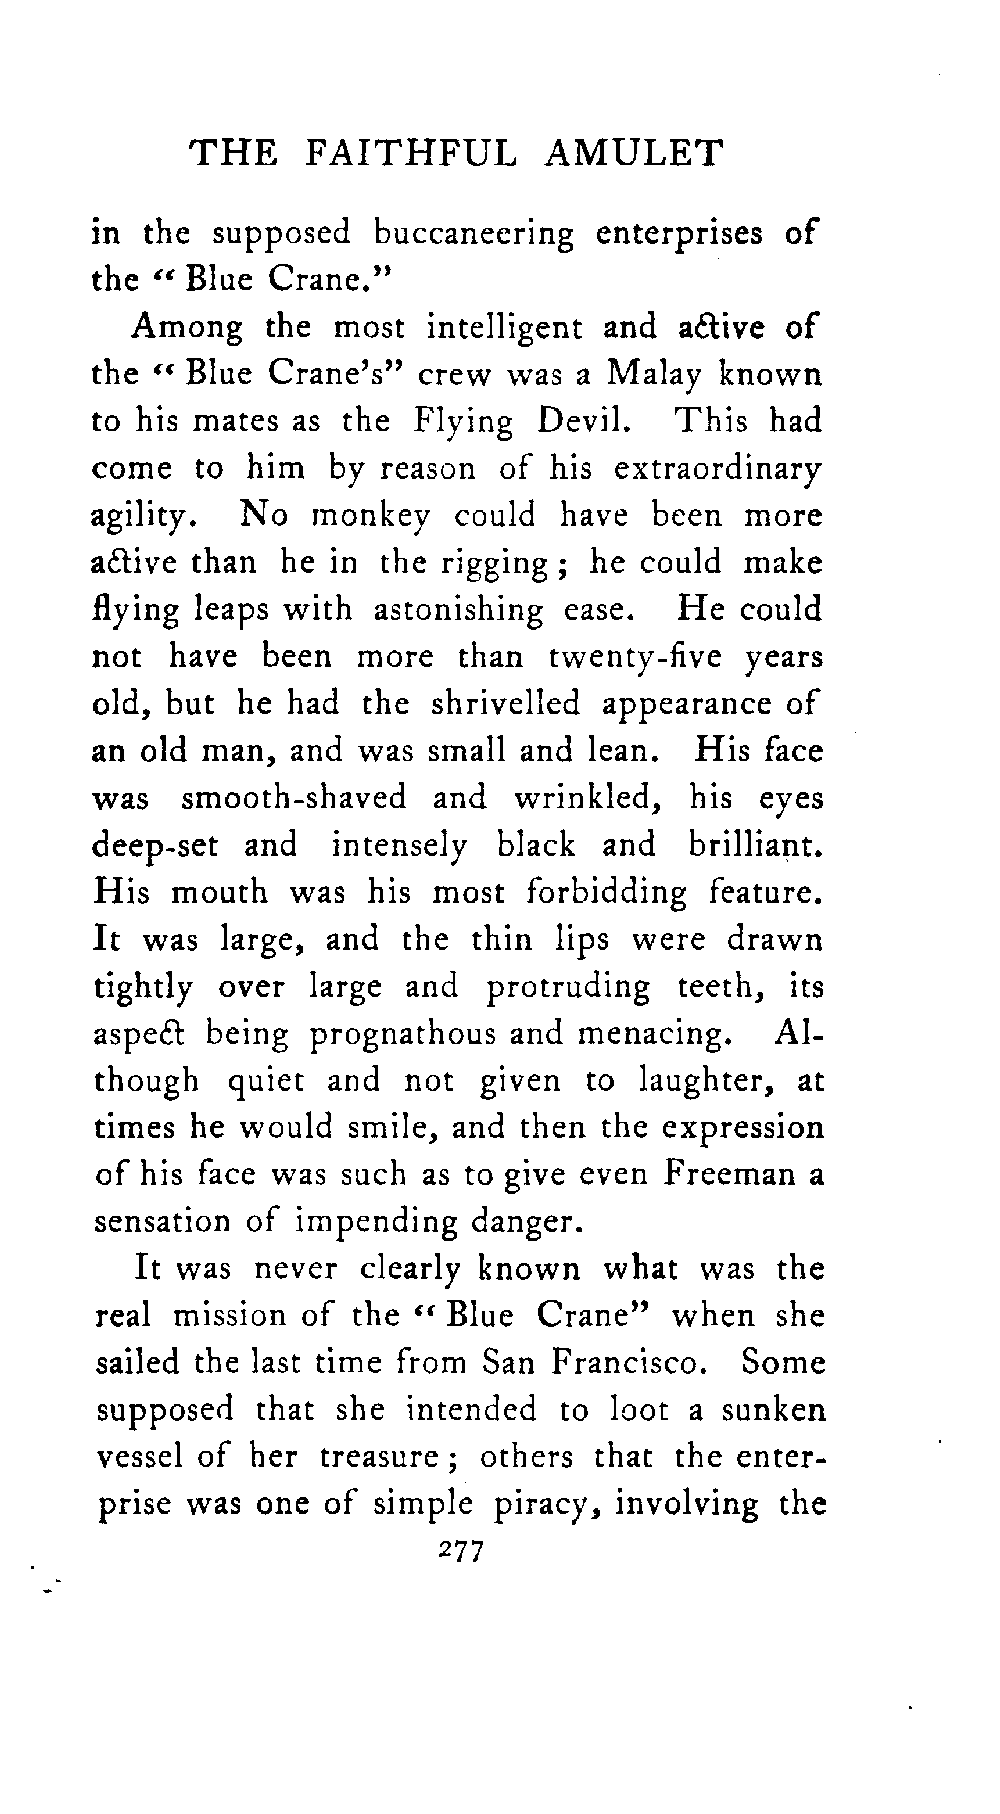 THE FAITHFUL AMULET
in the supposed buccaneering enterprises of
the “ Blue Crane.”
Among the most intelligent and active of
the “ Blue Crane’s” crew was a Malay known
to his mates as the Flying Devil. This had
come to him by reason of his extraordinary
agility. No monkey could have been more
active than he in the rigging ; he could make
flying leaps with astonishing ease. He could
not have been more than twenty-five years
old, but he had the shrivelled appearance of
an old man, and was small and lean. His face
was smooth-shaved and wrinkled, his eyes
deep-set and intensely black and brilliant.
His mouth was his most forbidding feature.
It was large, and the thin lips were drawn
tightly over large and protruding teeth, its
aspect being prognathous and menacing. Al-
though quiet and not given to laughter, at
times he would smile, and then the expression
of his face was such as to give even Freeman a
sensation of impending danger.
It was never clearly known what was the
real mission of the “ Blue Crane” when she
sailed the last time from San Francisco. Some
supposed that she intended to loot a sunken
vessel of her treasure ; others that the enter-
prise was one of simple piracy, involving the
277